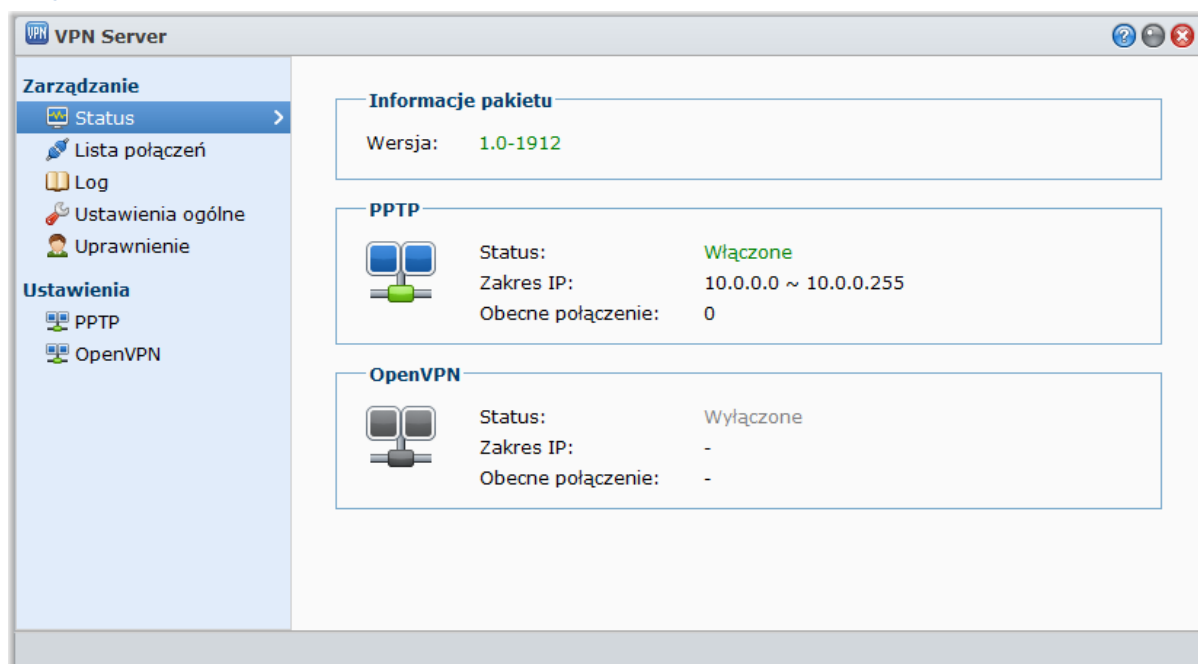 VPN VPN Server
Zarządzanie
Status
Lista połączeń
Log
Ustawienia ogólne
Uprawnienie
Ustawienia
PPTP
OpenVPN
Informacje pakietu
Wersja: 1.0-1912
PPTP
Status: Włączone
Zakres IP: 10.0.0.0 ~ 10.0.0.255
Obecne połączenie: 0
OpenVPN
Status: Wyłączone
Zakres IP: -
Obecne połączenie: -